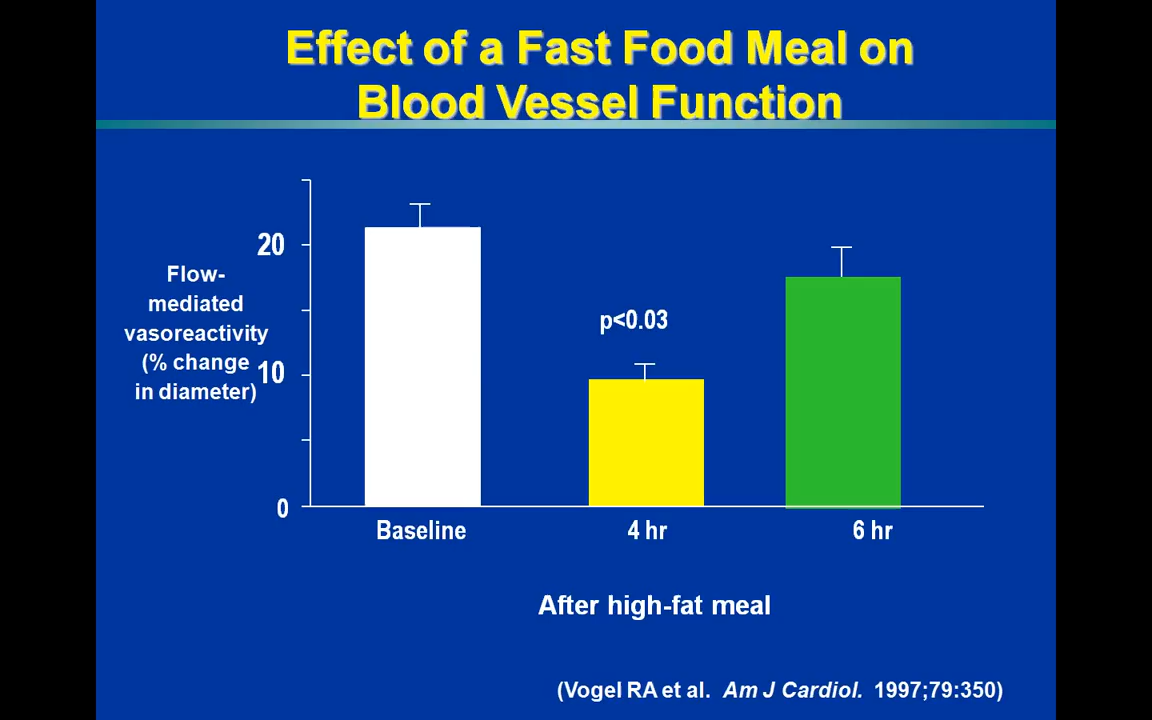 Effect of a Fast Food Meal on
Blood Vessel Function
20
10
0
Flow-
mediated
vasoreactivity
(% change
in diameter)
p<0.03
Baseline
4 hr
6 hr
After high-fat meal
(Vogel RA et al. Am J Cardiol. 1997;79:350)